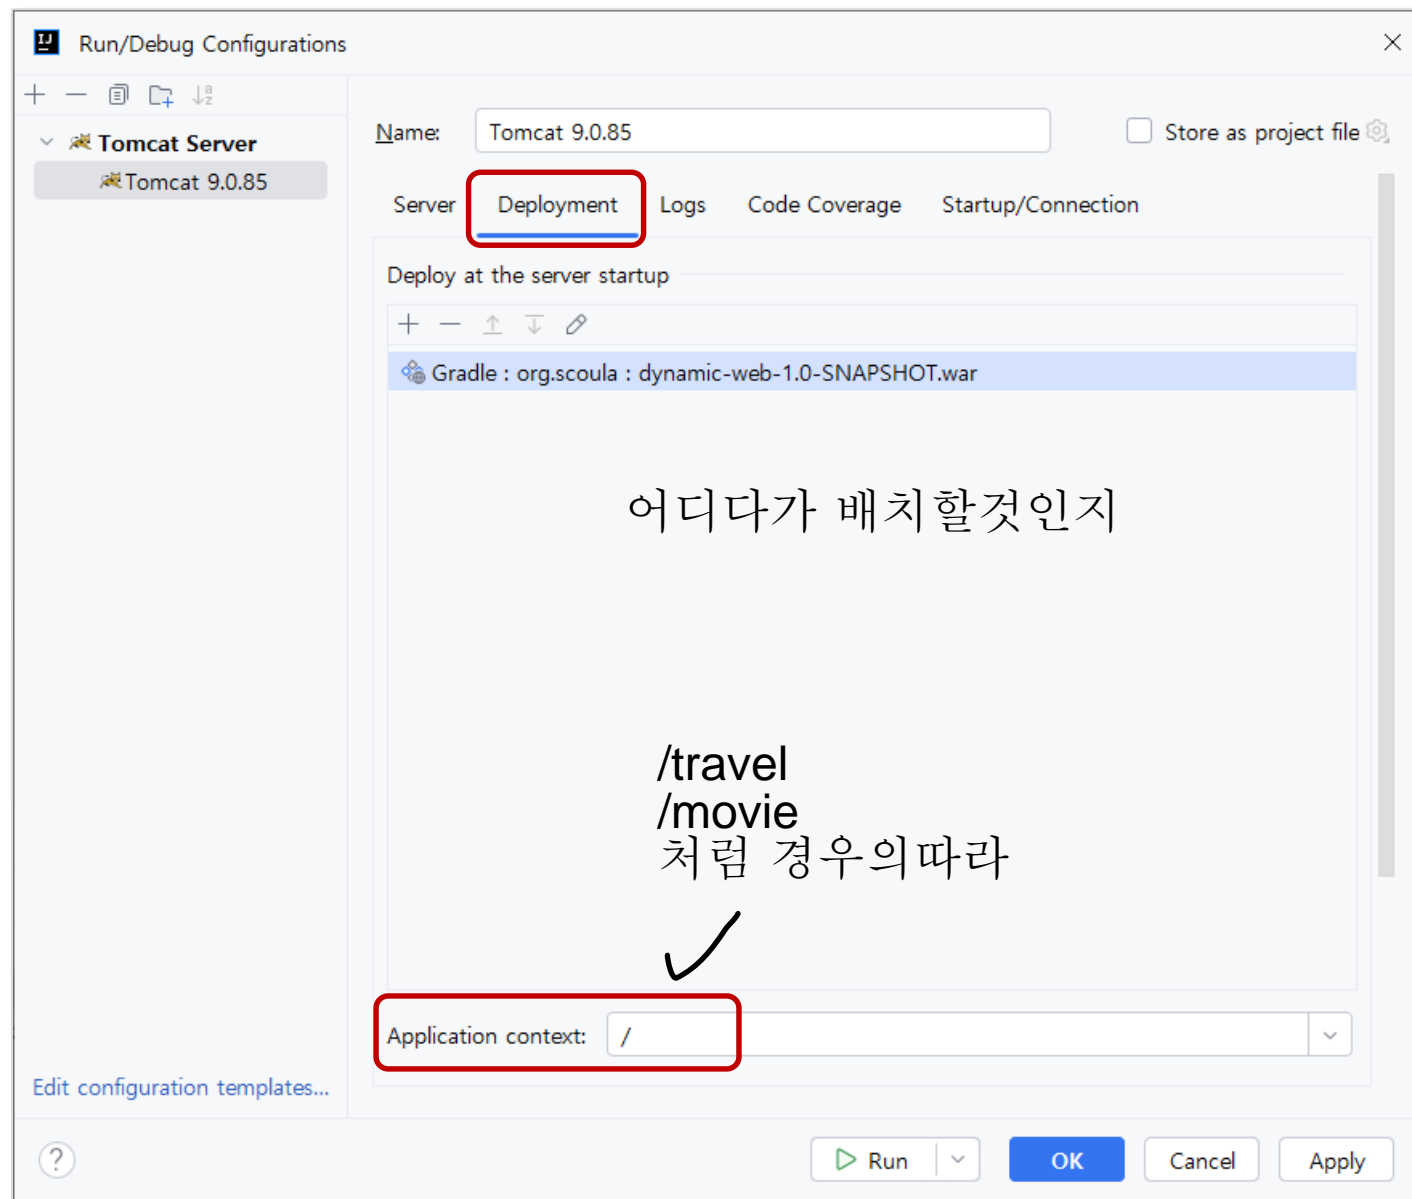 Run/Debug Configurations
Tomcat Server
Tomcat 9.0.85
Name: Tomcat 9.0.85
Store as project file
Server Deployment Logs Code Coverage Startup/Connection
Deploy at the server startup
Gradle : org.scoula : dynamic-web-1.0-SNAPSHOT.war
어디다가 배치할것인지
/travel
/movie
처럼 경우의따라
Application context: /
Edit configuration templates...
? Run OK Cancel Apply